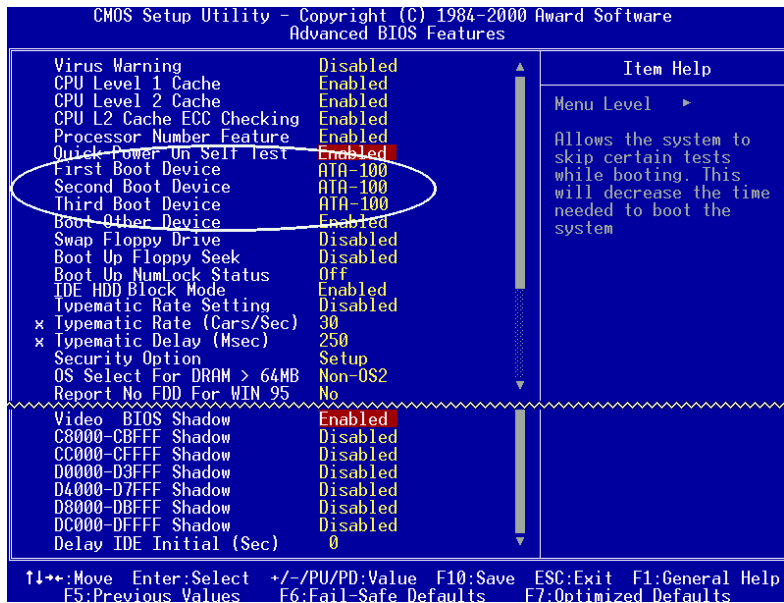 CMOS Setup Utility - Copyright (C) 1984-2000 Award Software
Advanced BIOS Features
Virus Warning Disabled
CPU Level 1 Cache Enabled
CPU Level 2 Cache Enabled
CPU L2 Cache ECC Checking Enabled
Processor Number Feature Enabled
Quick Power On Self Test Enabled
First Boot Device ATA-100
Second Boot Device ATA-100
Third Boot Device ATA-100
Boot Other Device Enabled
Swap Floppy Drive Disabled
Boot Up Floppy Seek Disabled
Boot Up NumLock Status Off
IDE HDD Block Mode Enabled
Typematic Rate Setting Disabled
x Typematic Rate (Cars/Sec) 30
x Typematic Delay (Msec) 250
Security Option Setup
OS Select For DRAM > 64MB Non-OS2
Report No FDD For WIN 95 No
Video BIOS Shadow Enabled
C8000-CBFFF Shadow Disabled
CC000-CFFFF Shadow Disabled
D0000-D3FFF Shadow Disabled
D4000-D7FFF Shadow Disabled
D8000-DBFFF Shadow Disabled
DC000-DFFFF Shadow Disabled
Delay IDE Initial (Sec) 0
Item Help
Menu Level ►
Allows the system to
skip certain tests
while booting. This
will decrease the time
needed to boot the
system
↑↓→←:Move Enter:Select +/-/PU/PD:Value F10:Save ESC:Exit F1:General Help
F5:Previous Values F6:Fail-Safe Defaults F7:Optimized Defaults